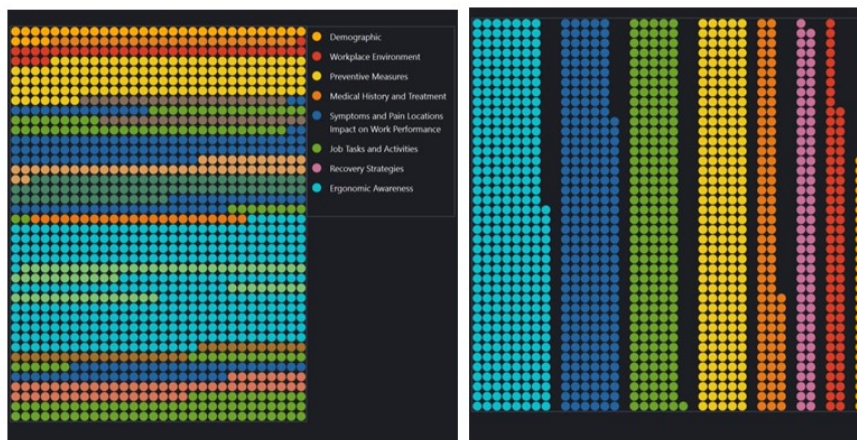 Demographic
Workplace Environment
Preventive Measures
Medical History and Treatment
Symptoms and Pain Locations
Impact on Work Performance
Job Tasks and Activities
Recovery Strategies
Ergonomic Awareness